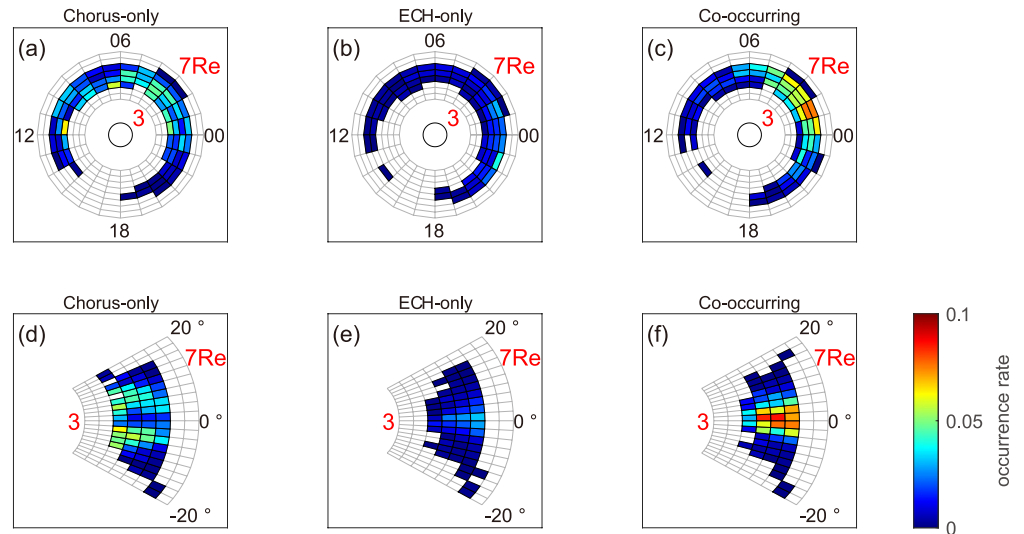 Chorus-only
ECH-only
Co-occurring
(a)
06
7Re
3
12
00
18
(b)
06
7Re
3
12
00
18
(c)
06
7Re
3
12
00
18
Chorus-only
ECH-only
Co-occurring
(d)
20 °
7Re
3
0 °
-20 °
(e)
20 °
7Re
3
0 °
-20 °
(f)
20 °
7Re
3
0 °
-20 °
0.1
0.05
0
occurrence rate